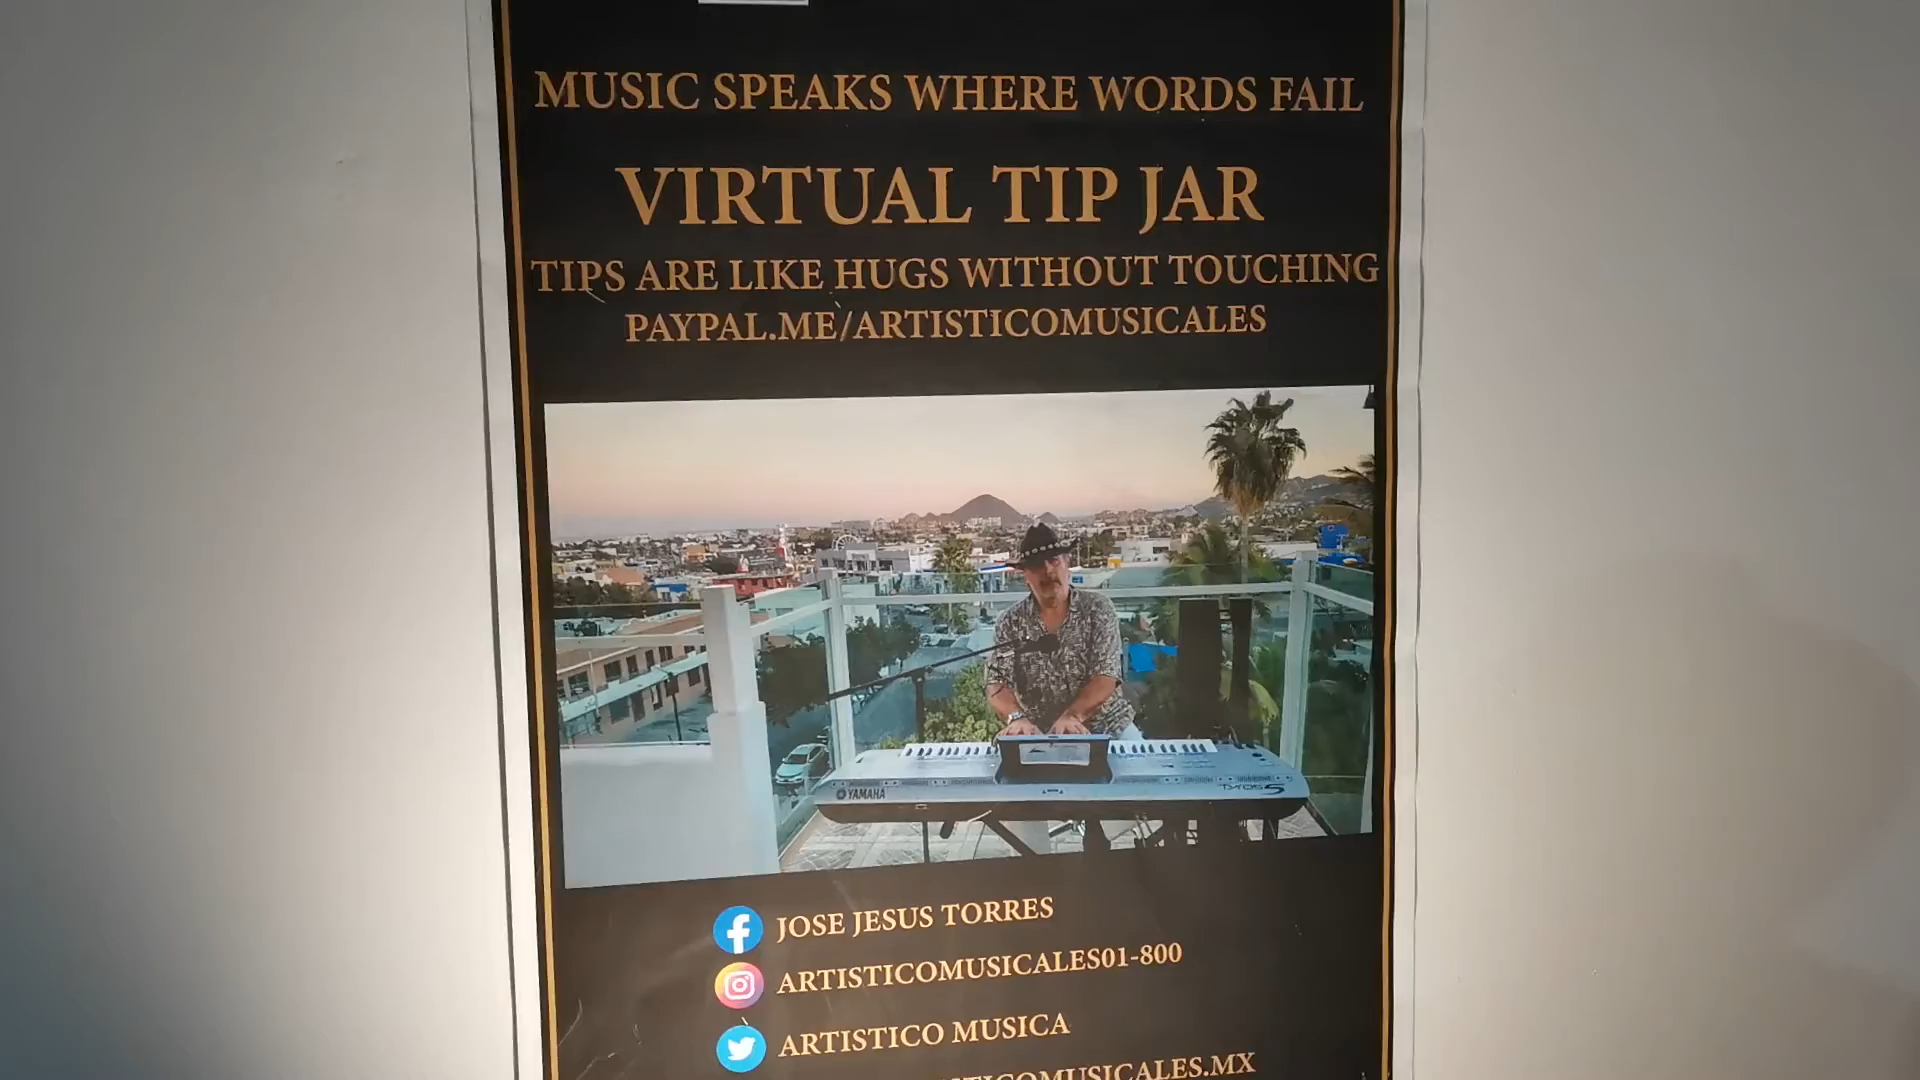 MUSIC SPEAKS WHERE WORDS FAIL
VIRTUAL TIP JAR
TIPS ARE LIKE HUGS WITHOUT TOUCHING
PAYPAL.ME/ARTISTICOMUSICALES
YAMAHA
TYROS5
JOSE JESUS TORRES
ARTISTICOMUSICALES01-800
ARTISTICO MUSICA